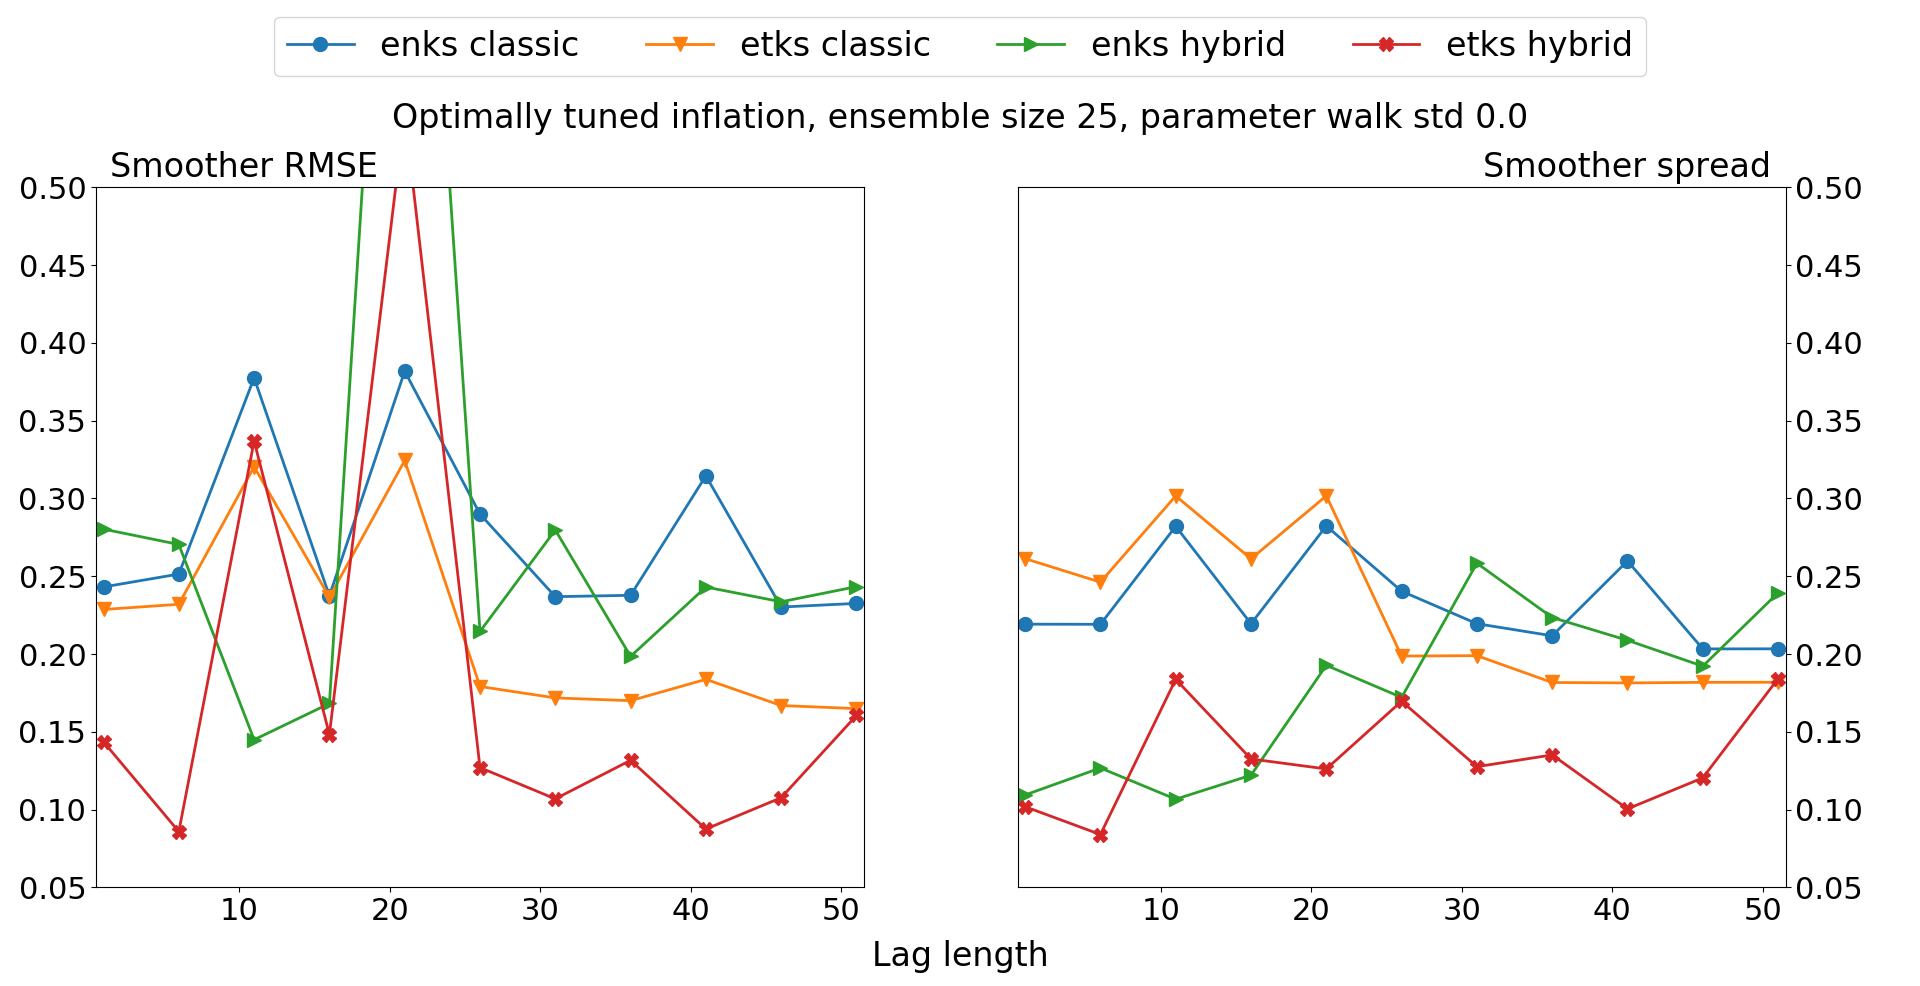 enks classic etks classic enks hybrid etks hybrid
Optimally tuned inflation, ensemble size 25, parameter walk std 0.0
Smoother RMSE
Smoother spread
0.50
0.45
0.40
0.35
0.30
0.25
0.20
0.15
0.10
0.05
10 20 30 40 50
0.50
0.45
0.40
0.35
0.30
0.25
0.20
0.15
0.10
0.05
10 20 30 40 50
Lag length